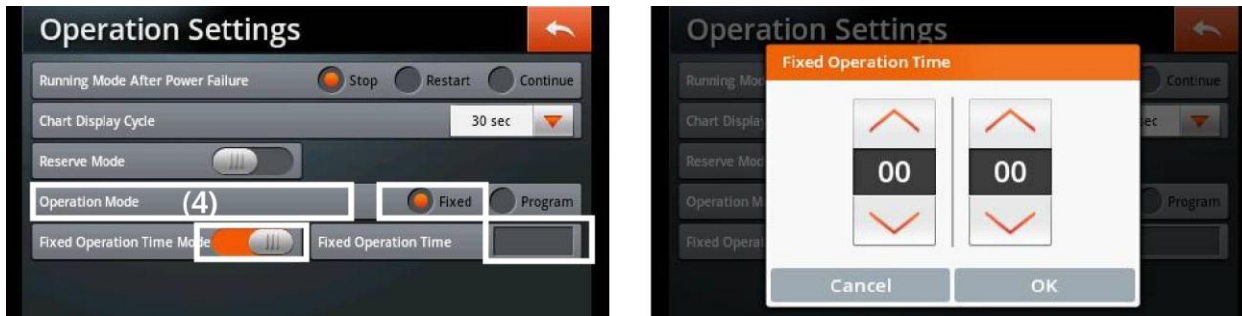 Operation Settings
Running Mode After Power Failure Stop Restart Continue
Chart Display Cycle 30 sec
Reserve Mode
Operation Mode (4) Fixed Program
Fixed Operation Time Mode Fixed Operation Time
Operation Settings
Fixed Operation Time
Running Mod Continue
Chart Display ec
Reserve Mod
00 00
Operation M Program
Fixed Operat
Cancel OK